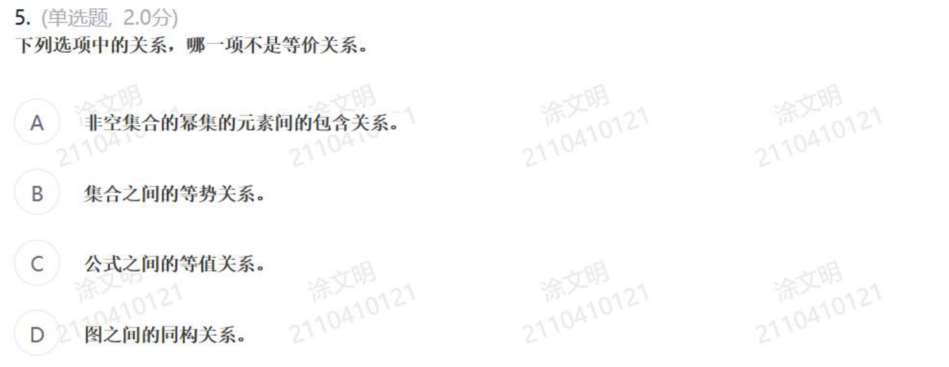 5. (单选题, 2.0分)
下列选项中的关系，哪一项不是等价关系。
涂文明 涂文明 涂文明 涂文明
A 非空集合的幂集的元素间的包含关系。
2110410121 2110410121 2110410121 2110410121
B 集合之间的等势关系。
C 公式之间的等值关系。
涂文明 涂文明 涂文明 涂文明
2110410121 2110410121 2110410121 2110410121
D 图之间的同构关系。